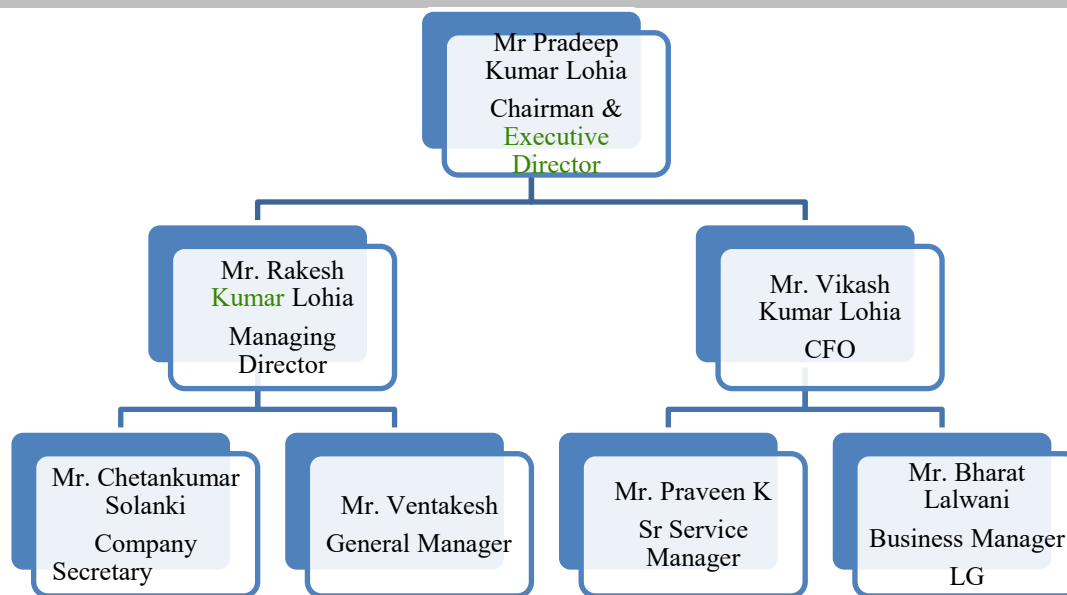 Mr Pradeep
Kumar Lohia
Chairman &
Executive
Director
Mr. Rakesh
Kumar Lohia
Managing
Director
Mr. Vikash
Kumar Lohia
CFO
Mr. Chetankumar
Solanki
Company
Secretary
Mr. Ventakesh
General Manager
Mr. Praveen K
Sr Service
Manager
Mr. Bharat
Lalwani
Business Manager
LG